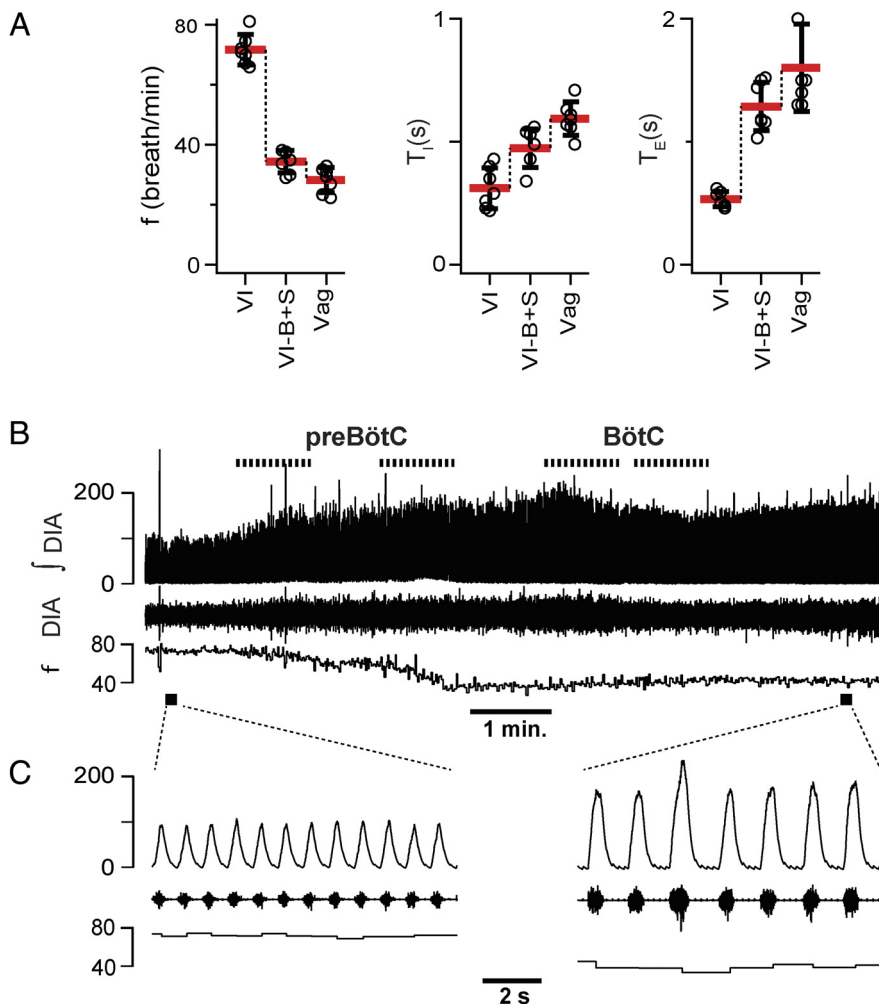 A
f (breath/min)
80
40
0
VI
VI-B+S
Vag
T_I(s)
1
0
VI
VI-B+S
Vag
T_E(s)
2
0
VI
VI-B+S
Vag
B
preBötC
BötC
∫ DIA
200
0
DIA
f
80
40
1 min.
C
200
0
80
40
2 s